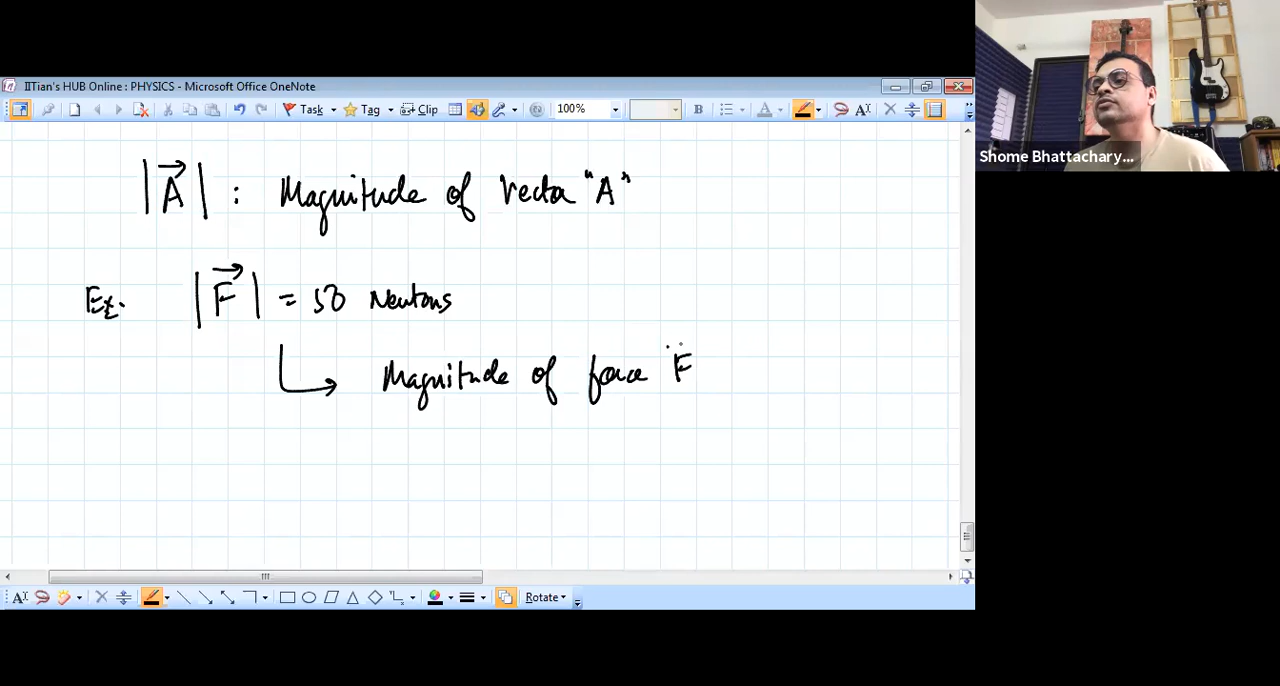 IITian's HUB Online : PHYSICS - Microsoft Office OneNote
Task Tag Clip 100% B
|A⃗| : Magnitude of Vector "A"
Ex. |F⃗| = 50 Neutons
Magnitude of force F
Rotate
Shome Bhattachary...